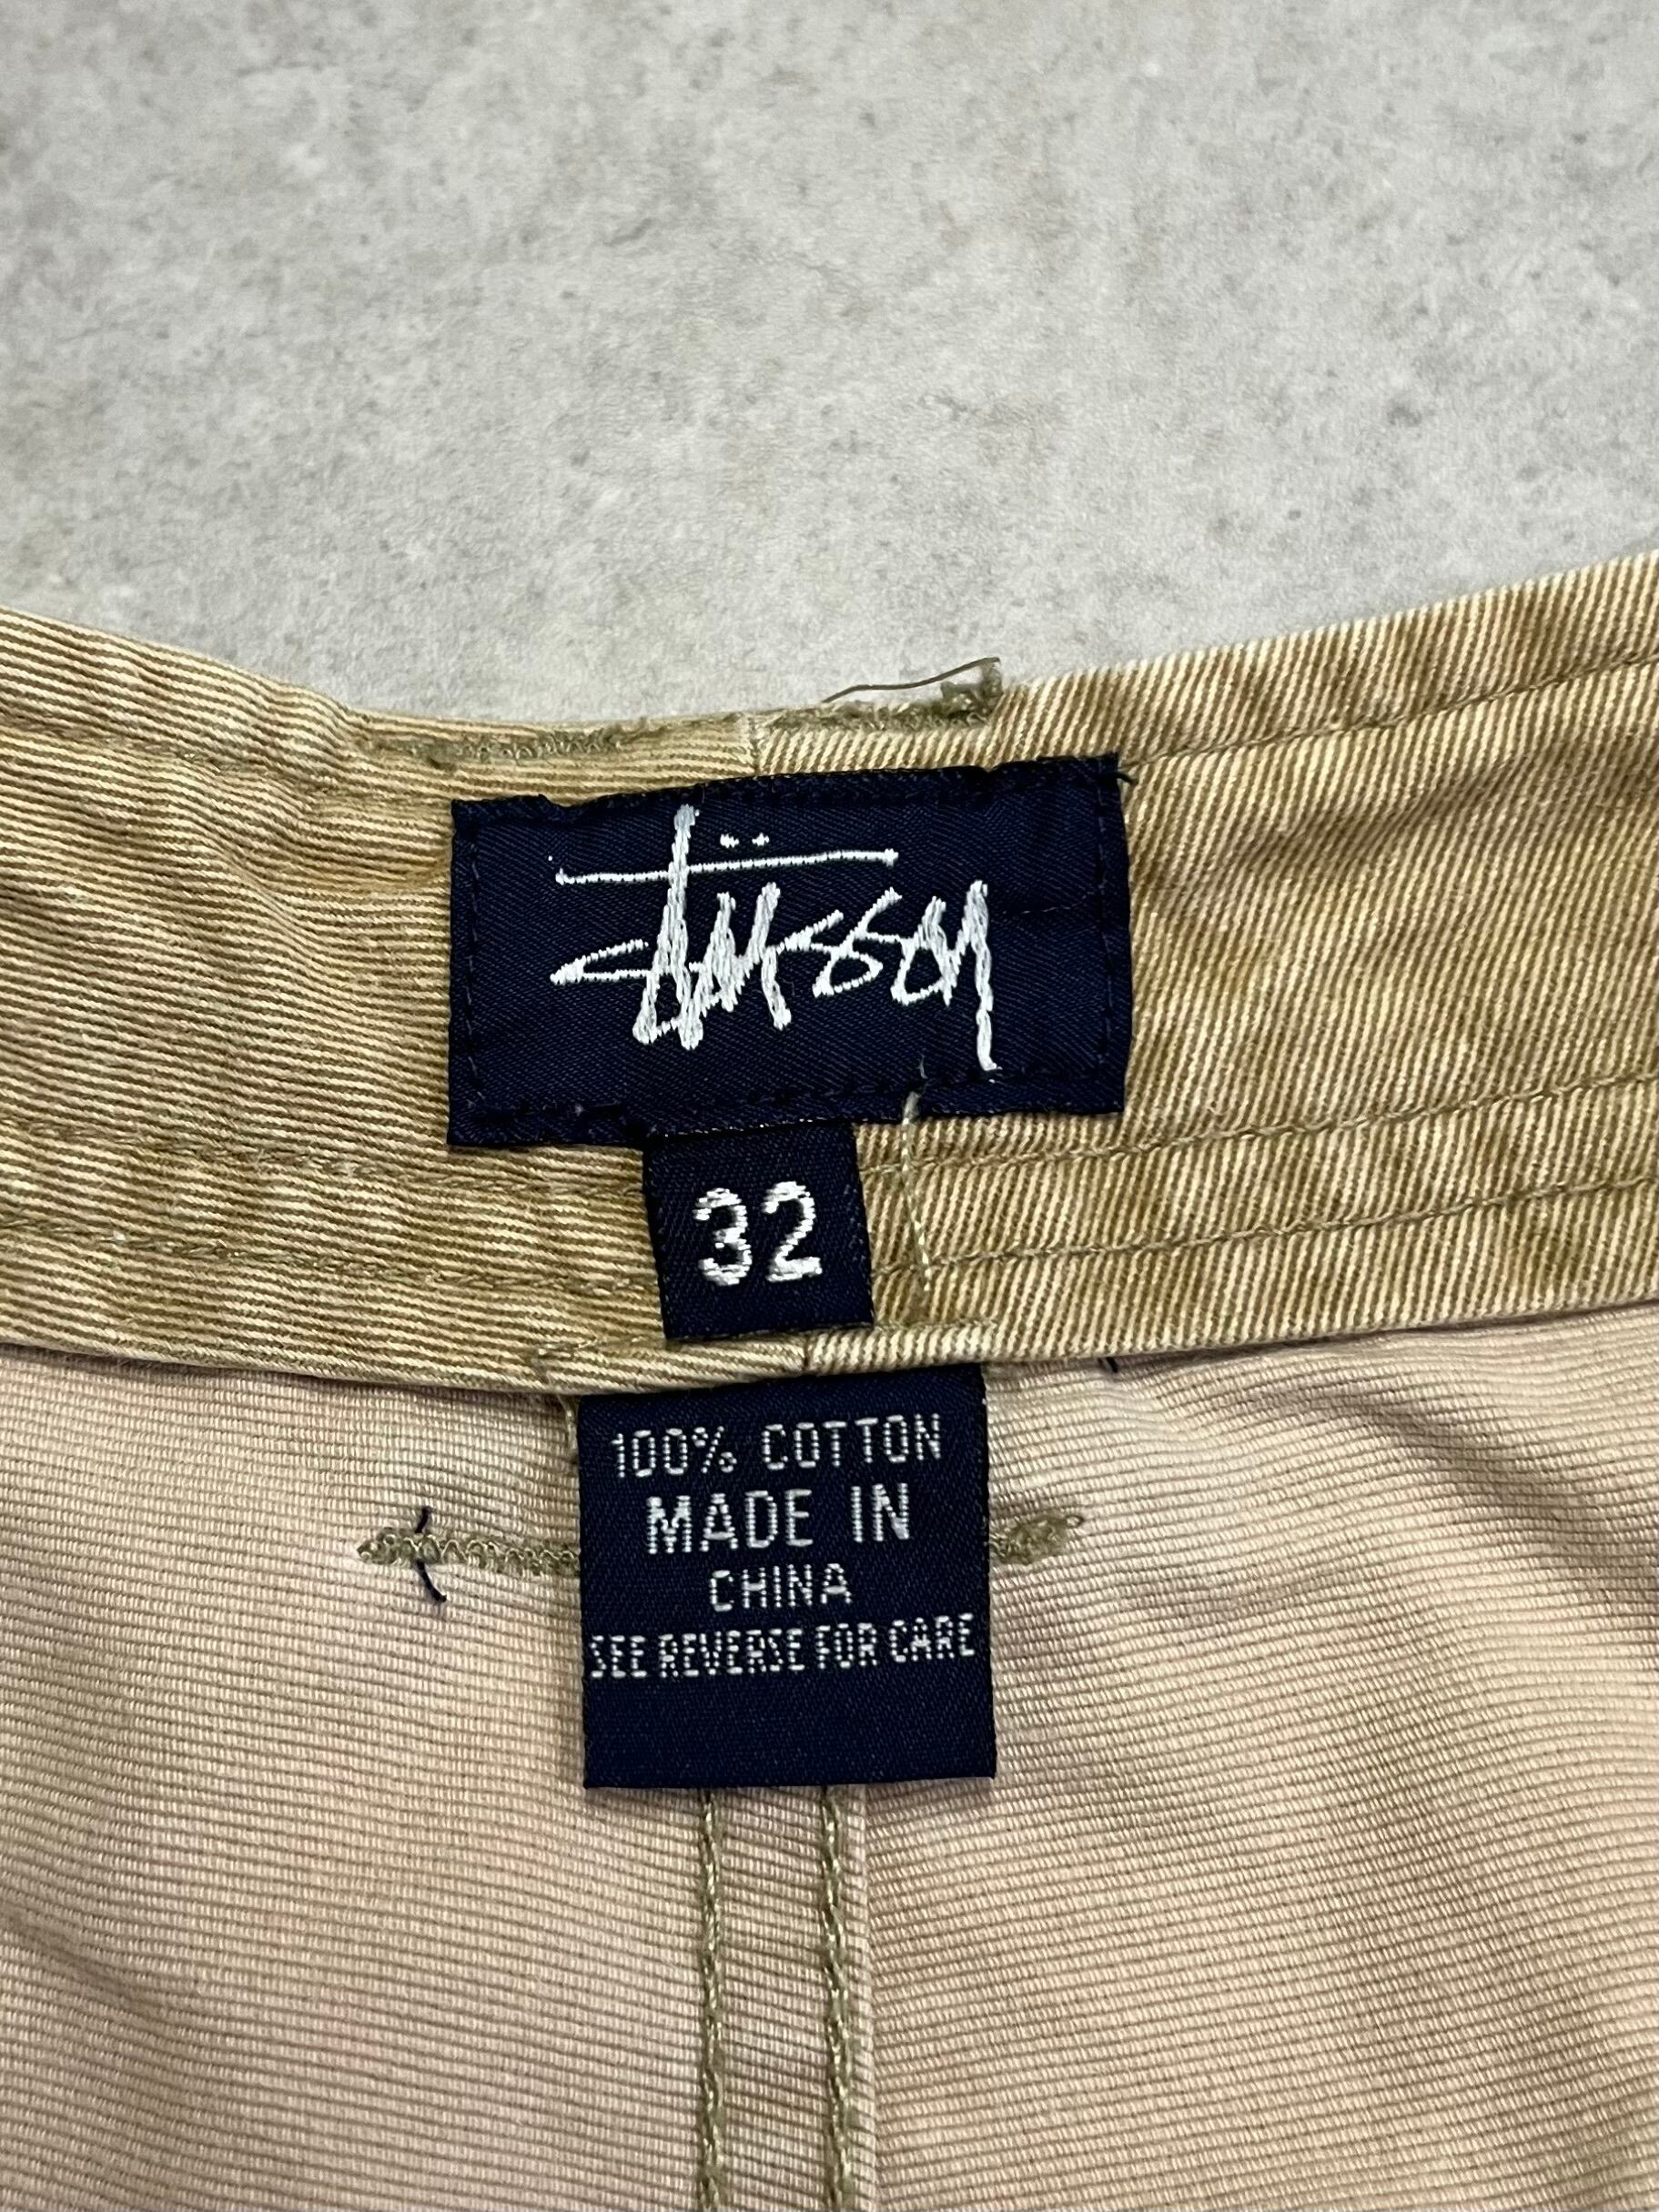 Stüssy
32
100% COTTON
MADE IN
CHINA
SEE REVERSE FOR CARE